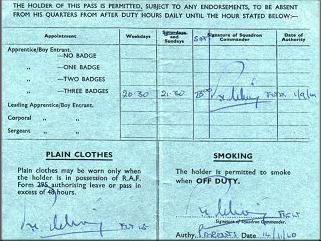 THE HOLDER OF THIS PASS IS PERMITTED, SUBJECT TO ANY ENDORSEMENTS, TO BE ABSENT
FROM HIS QUARTERS FROM AFTER DUTY HOURS DAILY UNTIL THE HOUR STATED BELOW:—
Appointment Weekdays Saturdays and Sundays Signature of Squadron Commander Date of Authority
Apprentice/Boy Entrant.
—NO BADGE
—ONE BADGE
—TWO BADGES
—THREE BADGES 20·30 21·30
Leading Apprentice/Boy Entrant.
Corporal " "
Sergeant " "
PLAIN CLOTHES
Plain clothes may be worn only when
the holder is in possession of R.A.F.
Form 295 authorising leave or pass in
excess of 48 hours.
SMOKING
The holder is permitted to smoke
when OFF DUTY.
Signature of Squadron Commander.
Authy. PARENTS Date